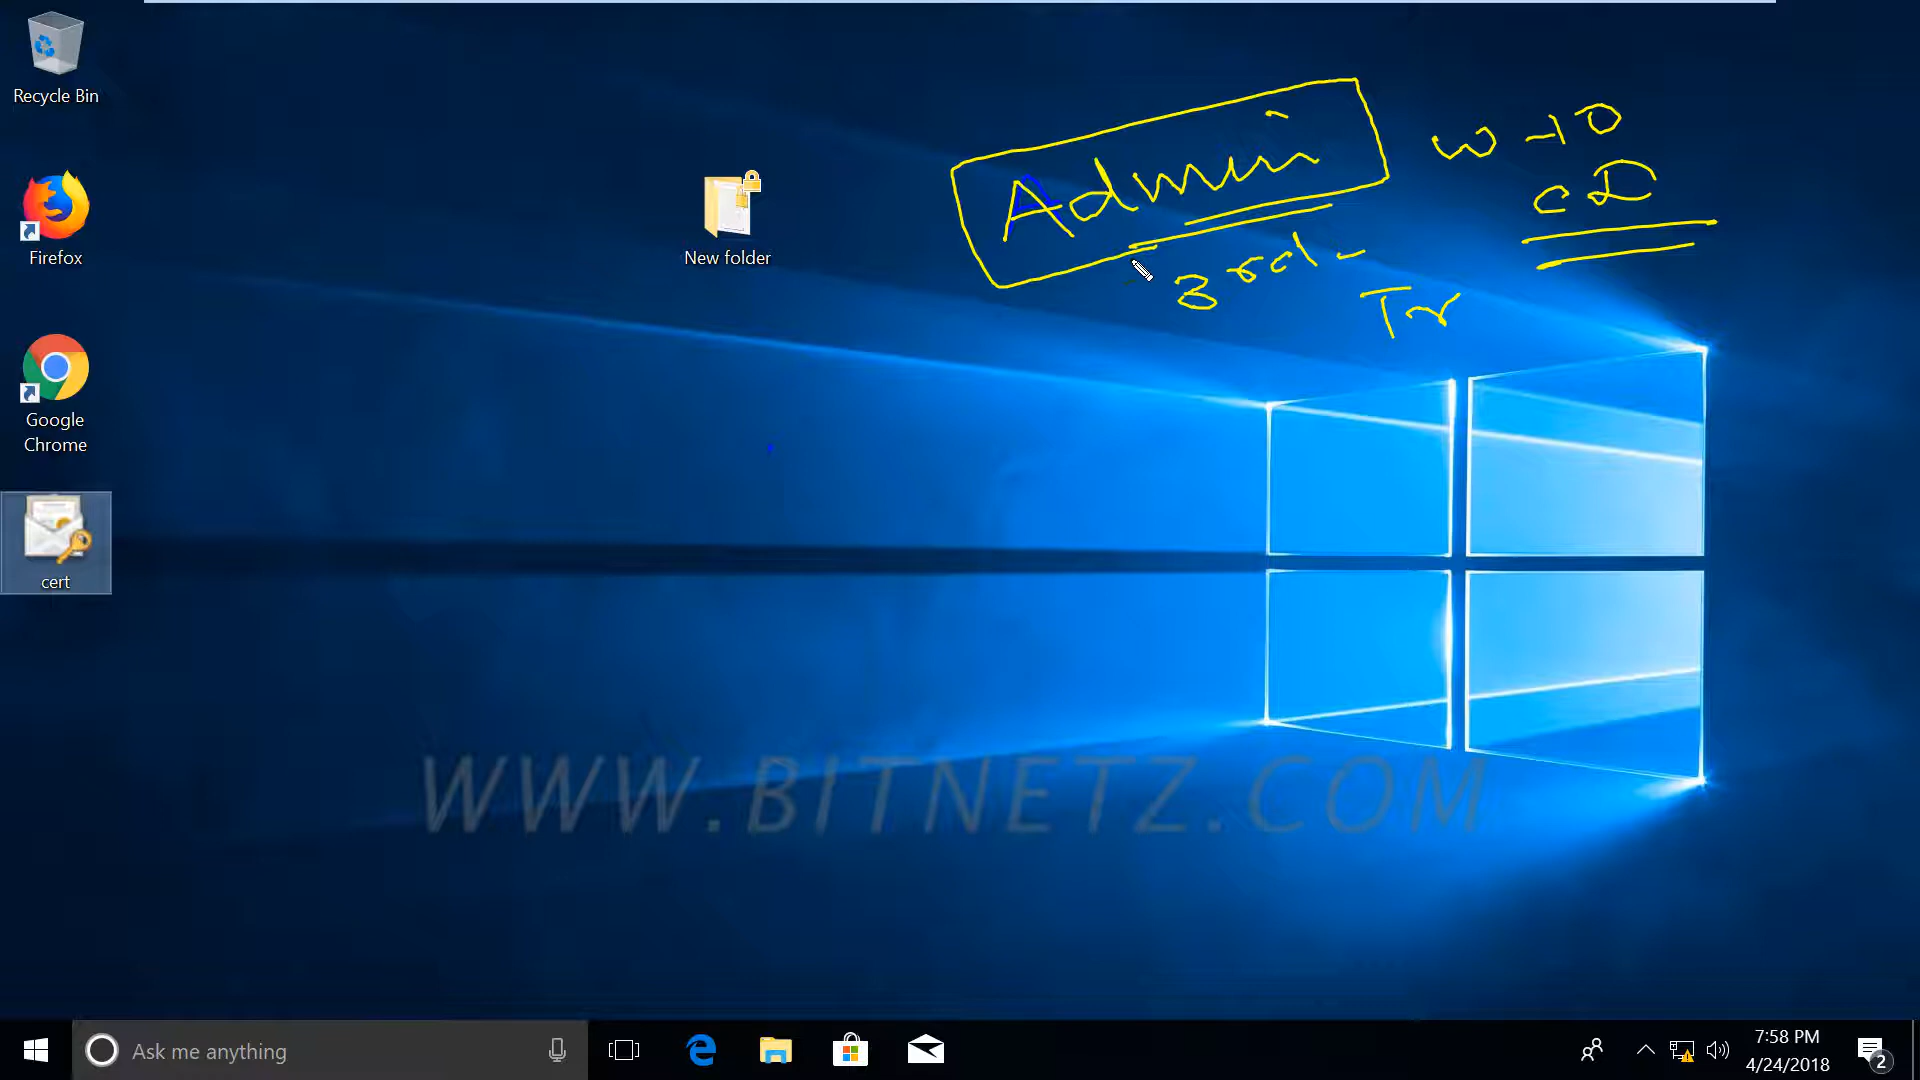 Recycle Bin
Firefox
Google
Chrome
cert
New folder
Admin
W-10
CD
3rd-
Tr
WWW.BITNETZ.COM
Ask me anything
7:58 PM
4/24/2018
2